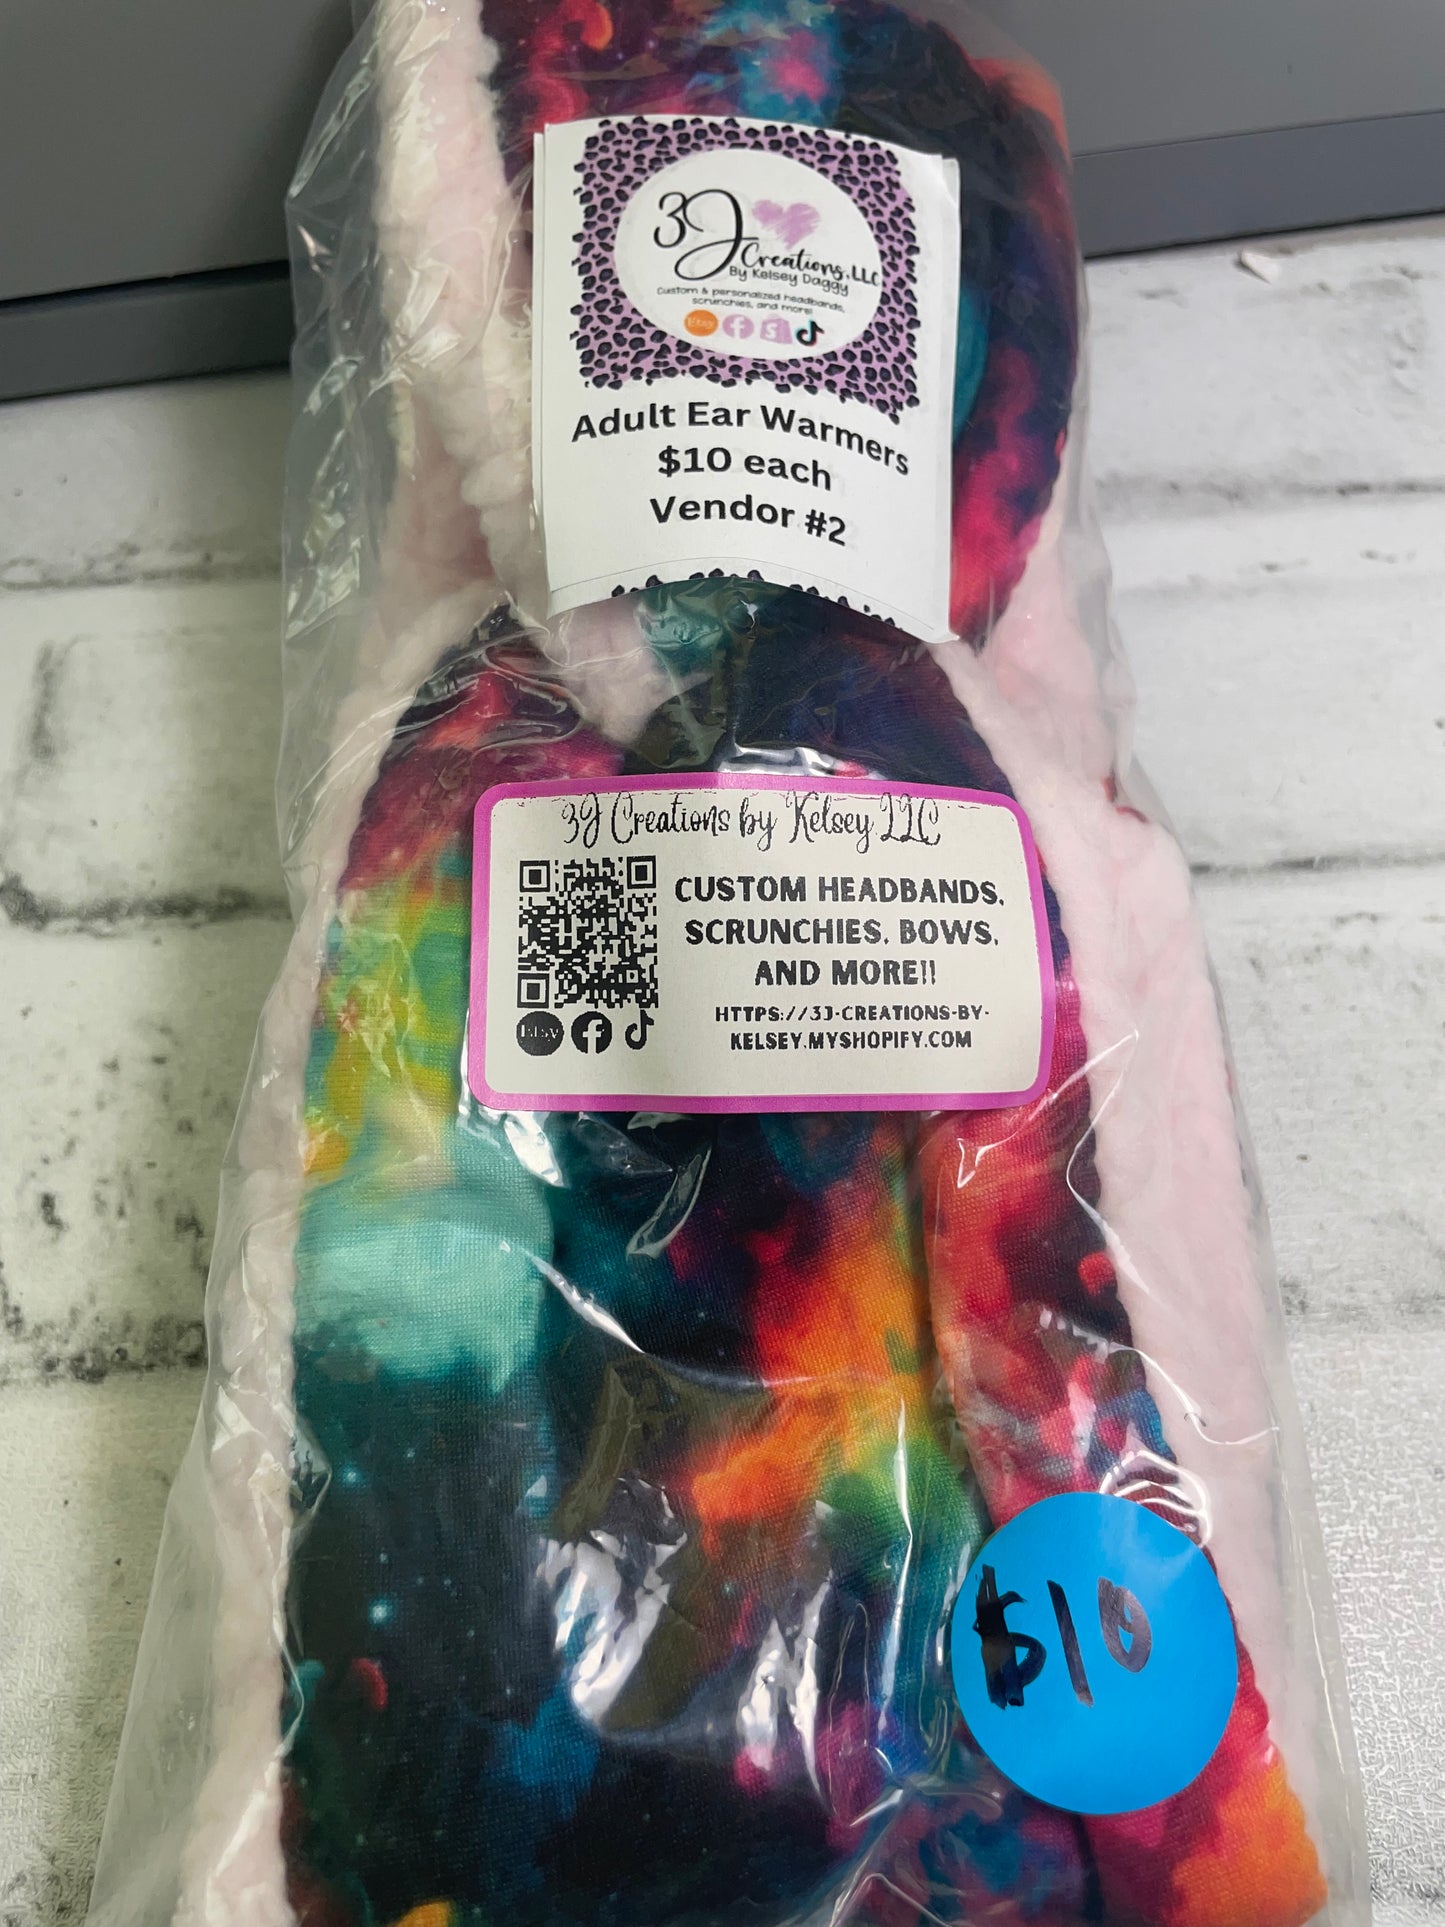 3J Creations, LLC
By Kelsey Daggy
Custom & personalized headbands,
scrunchies, and more!
Etsy
Adult Ear Warmers
$10 each
Vendor #2
3J Creations by Kelsey LLC
CUSTOM HEADBANDS,
SCRUNCHIES, BOWS,
AND MORE!!
HTTPS://3J-CREATIONS-BY-
KELSEY.MYSHOPIFY.COM
Etsy
$10